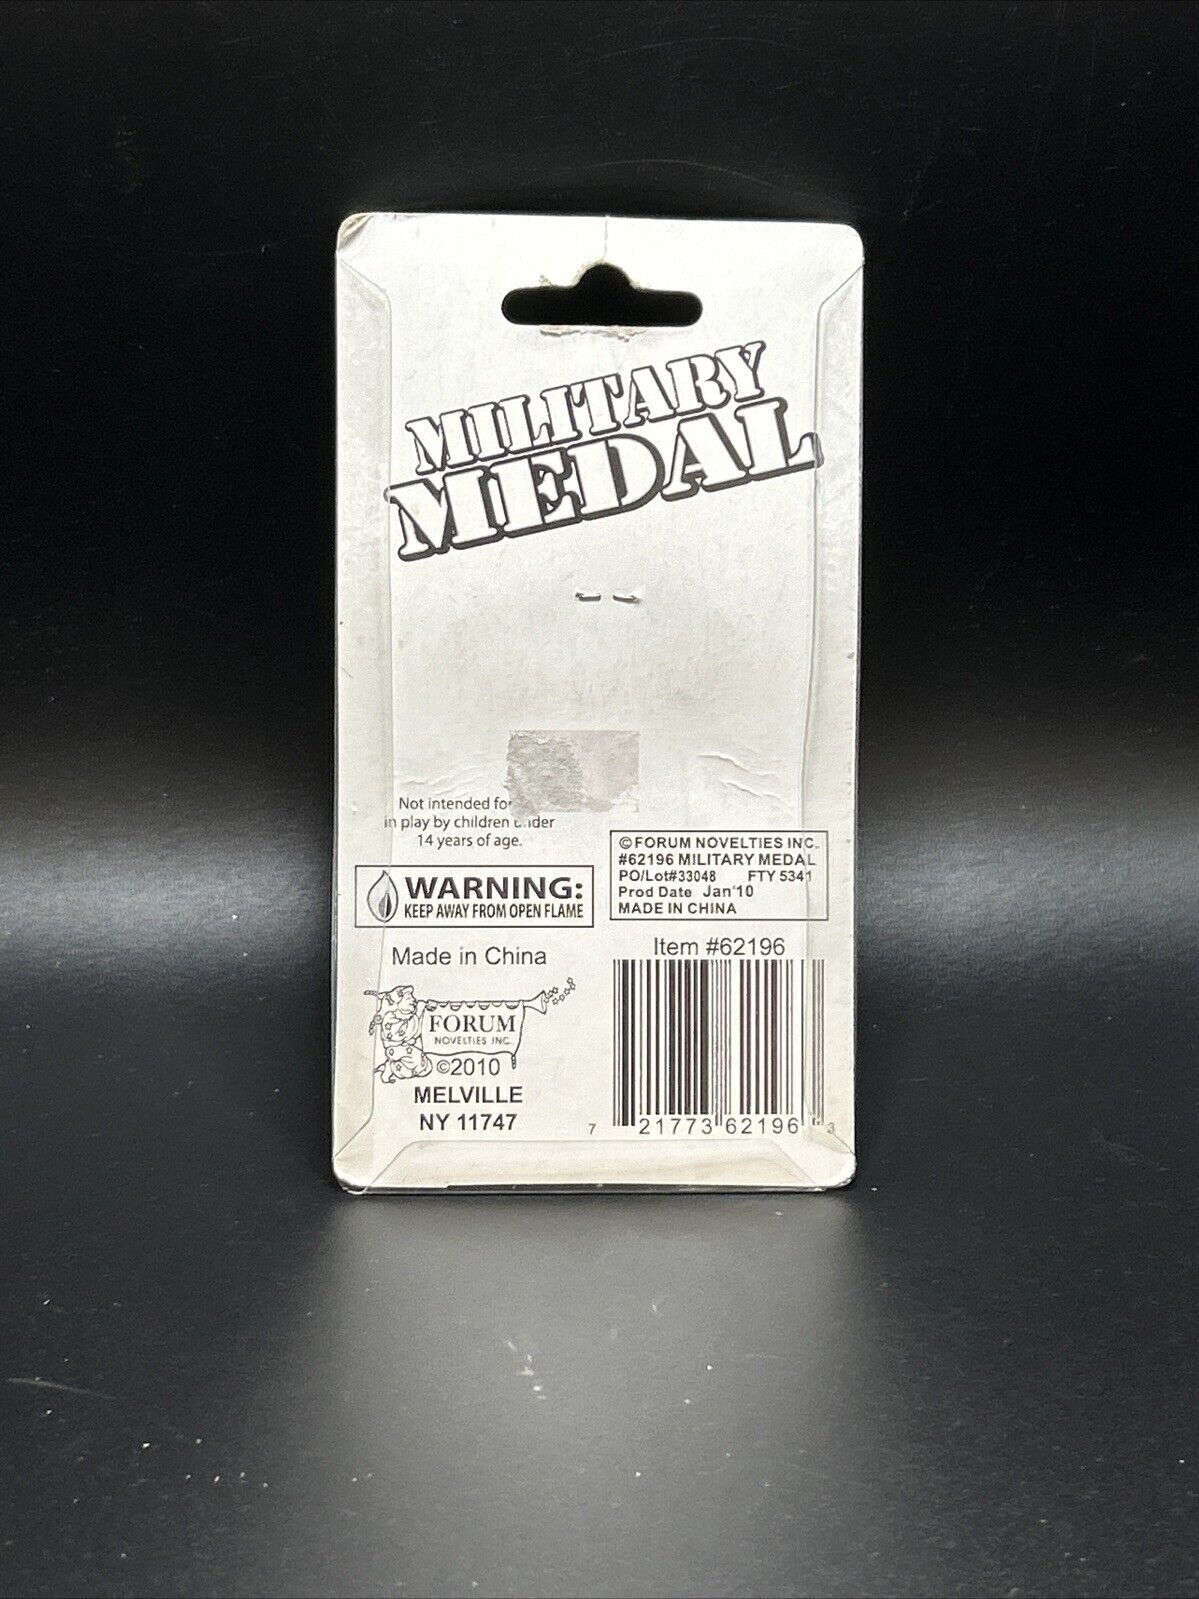 MILITARY
MEDAL
Not intended
in play by children
14 years of age.
WARNING:
KEEP AWAY FROM OPEN FLAME
©FORUM NOVELTIES INC.
#62196 MILITARY MEDAL
PO/Lot#33048 FTY 5341
Prod Date Jan'10
MADE IN CHINA
Made in China
FORUM
NOVELTIES INC.
©2010
MELVILLE
NY 11747
Item #62196
7 21773 62196 3